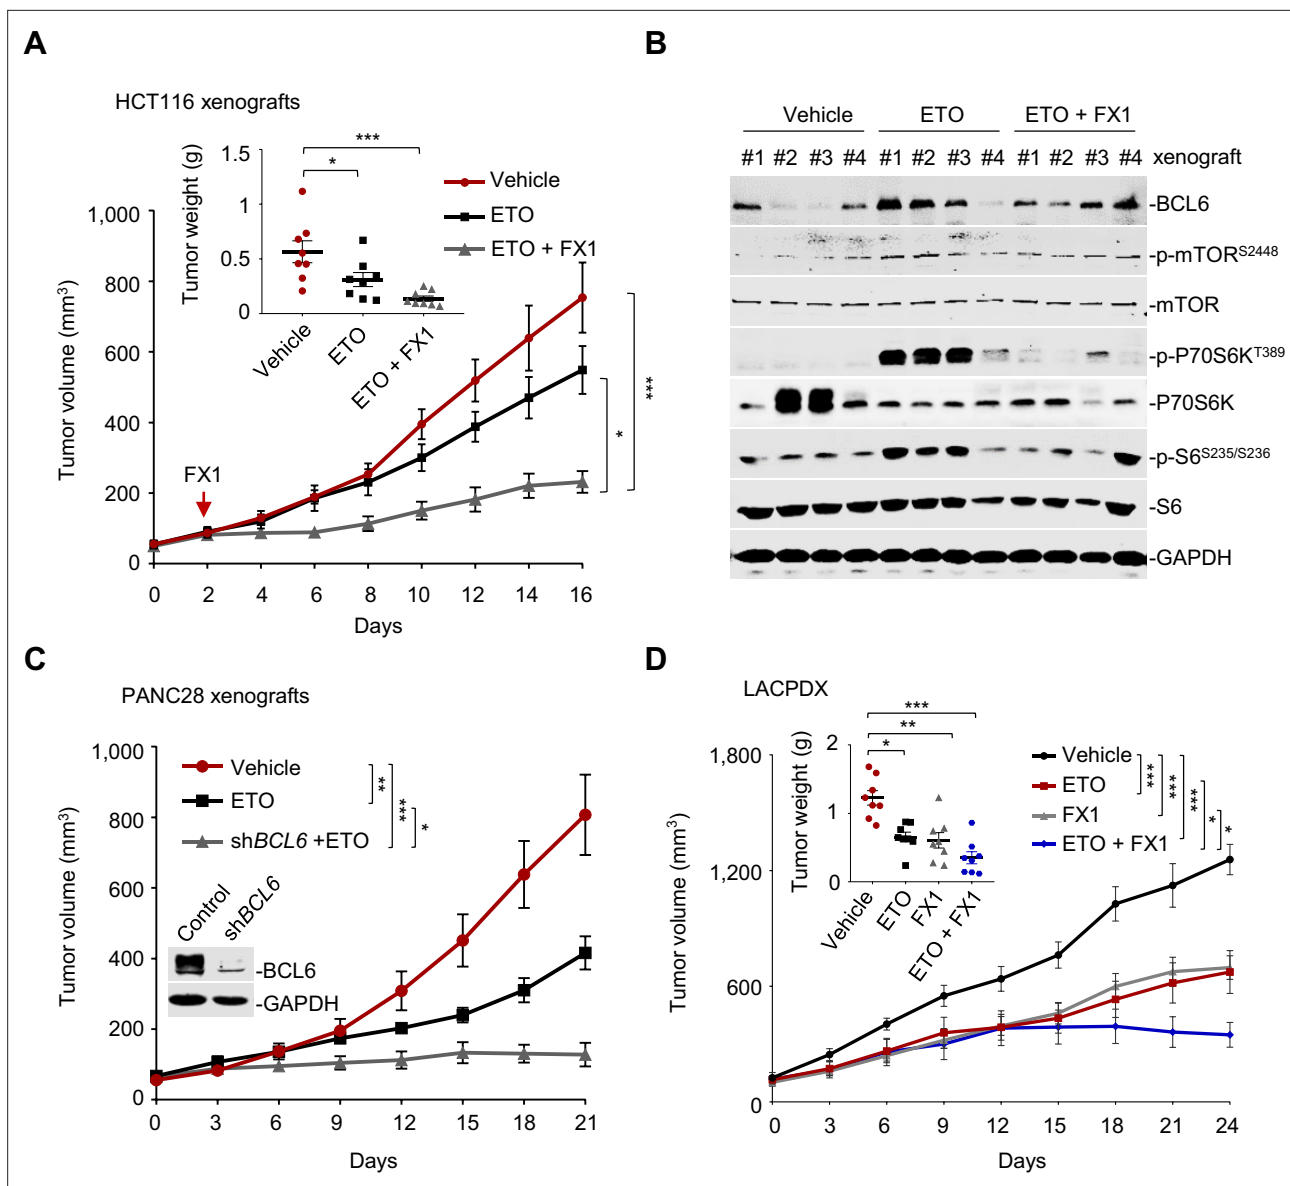 A
HCT116 xenografts
Tumor weight (g)
1.5
1
0.5
0
***
*
Vehicle
ETO
ETO + FX1
Vehicle
ETO
ETO + FX1
Tumor volume (mm³)
1,000
800
600
400
200
0
FX1
***
*
0 2 4 6 8 10 12 14 16
Days
B
Vehicle ETO ETO + FX1
#1 #2 #3 #4 #1 #2 #3 #4 #1 #2 #3 #4 xenograft
-BCL6
-p-mTORS2448
-mTOR
-p-P70S6KT389
-P70S6K
-p-S6S235/S236
-S6
-GAPDH
C
PANC28 xenografts
Tumor volume (mm³)
1,000
800
600
400
200
0
Vehicle
ETO
shBCL6 +ETO
**
***
*
Control
shBCL6
-BCL6
-GAPDH
0 3 6 9 12 15 18 21
Days
D
LACPDX
Tumor weight (g)
2
1
0
***
**
*
Vehicle
ETO
FX1
ETO + FX1
Vehicle
ETO
FX1
ETO + FX1
***
***
***
*
*
Tumor volume (mm³)
1,800
1,200
600
0
0 3 6 9 12 15 18 21 24
Days